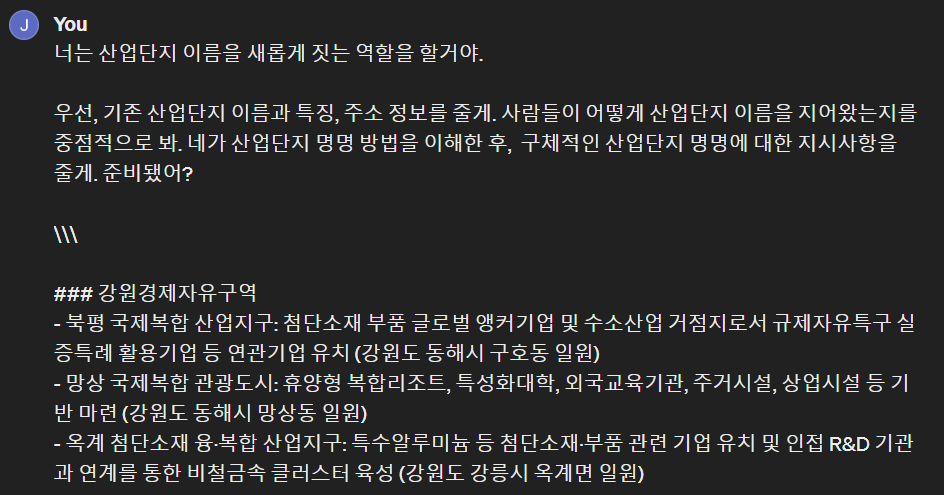 J You
너는 산업단지 이름을 새롭게 짓는 역할을 할거야.
우선, 기존 산업단지 이름과 특징, 주소 정보를 줄게. 사람들이 어떻게 산업단지 이름을 지어왔는지를
중점적으로 봐. 네가 산업단지 명명 방법을 이해한 후,  구체적인 산업단지 명명에 대한 지시사항을
줄게. 준비됐어?
\\\
### 강원경제자유구역
- 북평 국제복합 산업지구: 첨단소재 부품 글로벌 앵커기업 및 수소산업 거점지로서 규제자유특구 실
증특례 활용기업 등 연관기업 유치 (강원도 동해시 구호동 일원)
- 망상 국제복합 관광도시: 휴양형 복합리조트, 특성화대학, 외국교육기관, 주거시설, 상업시설 등 기
반 마련 (강원도 동해시 망상동 일원)
- 옥계 첨단소재 융·복합 산업지구: 특수알루미늄 등 첨단소재·부품 관련 기업 유치 및 인접 R&D 기관
과 연계를 통한 비철금속 클러스터 육성 (강원도 강릉시 옥계면 일원)